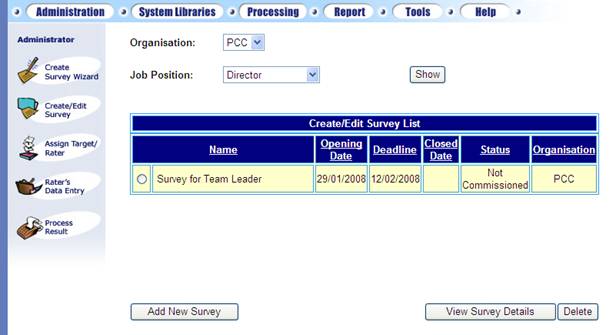 Administration System Libraries Processing Report Tools Help
Administrator
Create
Survey Wizard
Create/Edit
Survey
Assign Target/
Rater
Rater's
Data Entry
Process
Result
Organisation: PCC
Job Position: Director Show
Create/Edit Survey List
Name Opening Date Deadline Closed Date Status Organisation
Survey for Team Leader 29/01/2008 12/02/2008 Not Commissioned PCC
Add New Survey View Survey Details Delete